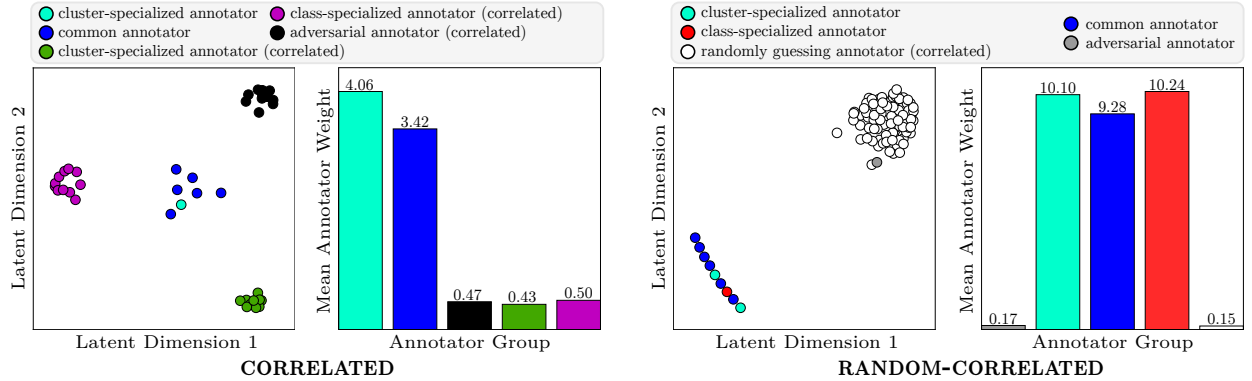 cluster-specialized annotator
common annotator
cluster-specialized annotator (correlated)
class-specialized annotator (correlated)
adversarial annotator (correlated)
Latent Dimension 2
Latent Dimension 1
Mean Annotator Weight
4.06
3.42
0.47
0.43
0.50
Annotator Group
CORRELATED
cluster-specialized annotator
class-specialized annotator
randomly guessing annotator (correlated)
common annotator
adversarial annotator
Latent Dimension 2
Latent Dimension 1
Mean Annotator Weight
0.17
10.10
9.28
10.24
0.15
Annotator Group
RANDOM-CORRELATED